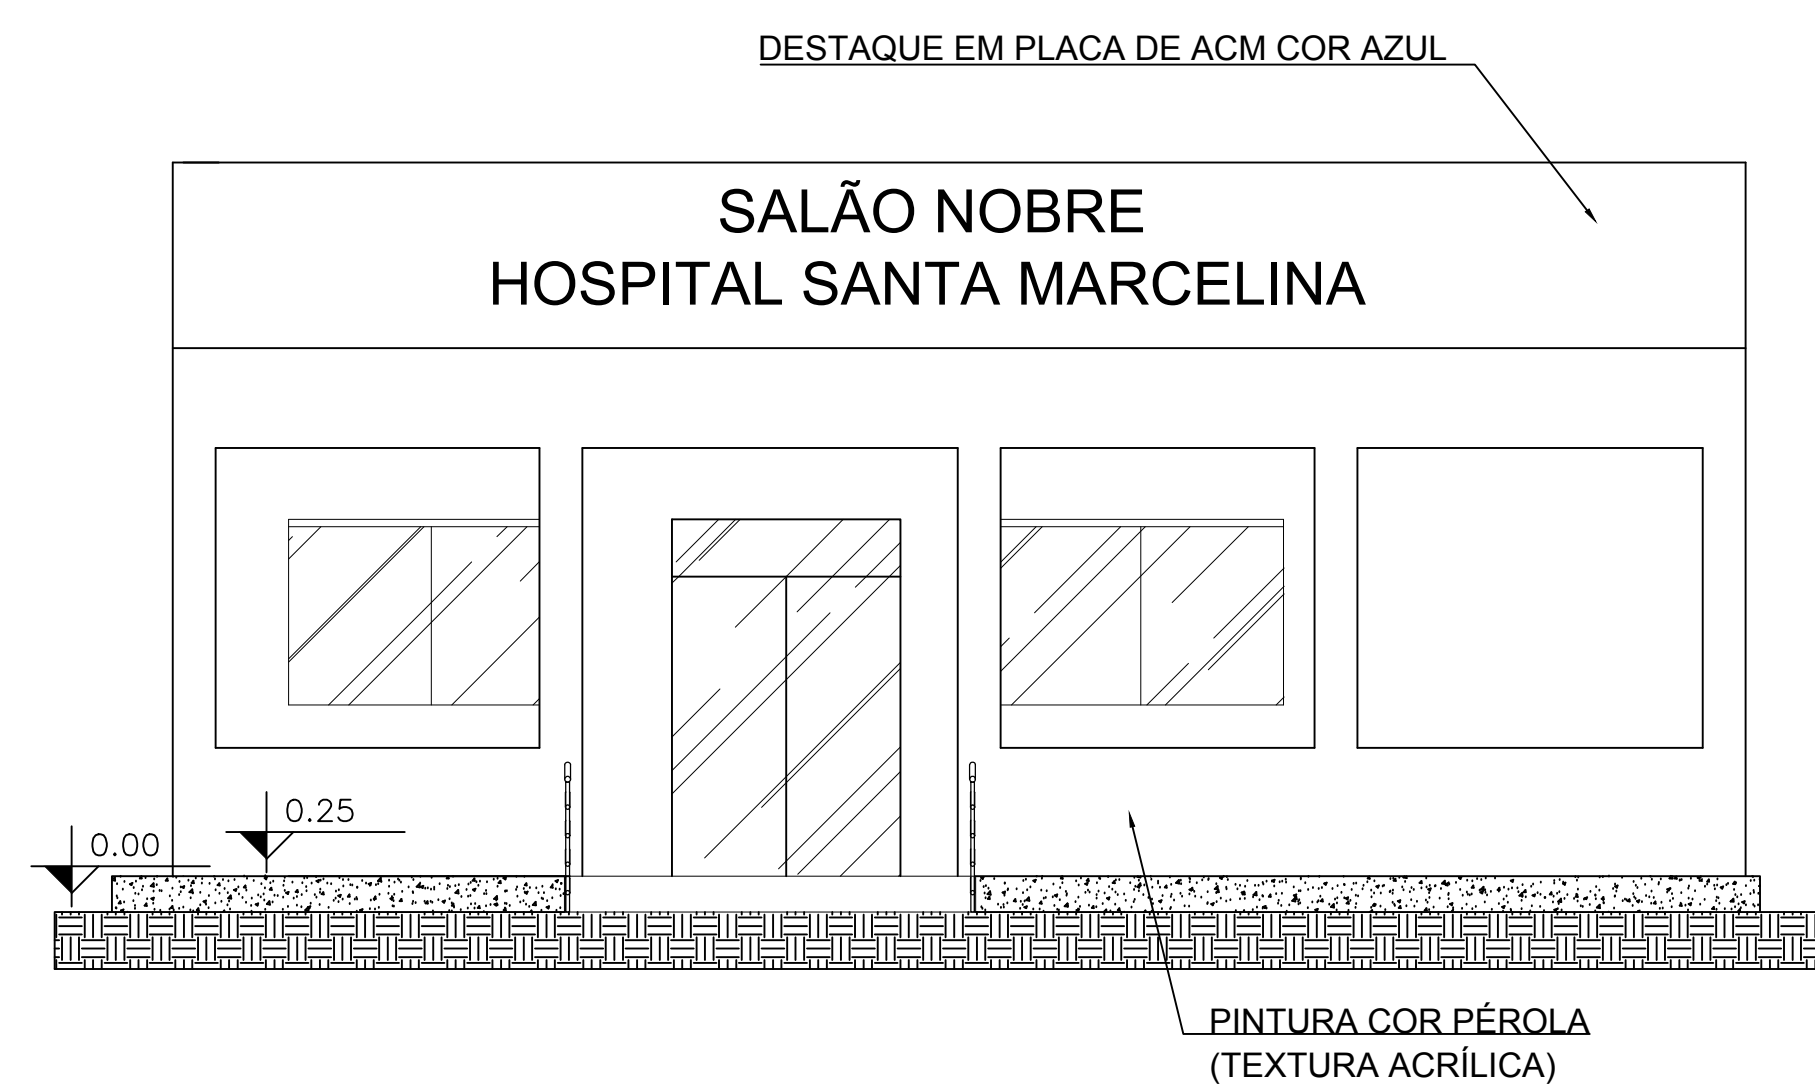 DESTAQUE EM PLACA DE ACM COR AZUL
SALÃO NOBRE
HOSPITAL SANTA MARCELINA
0.25
0.00
PINTURA COR PÉROLA
(TEXTURA ACRÍLICA)